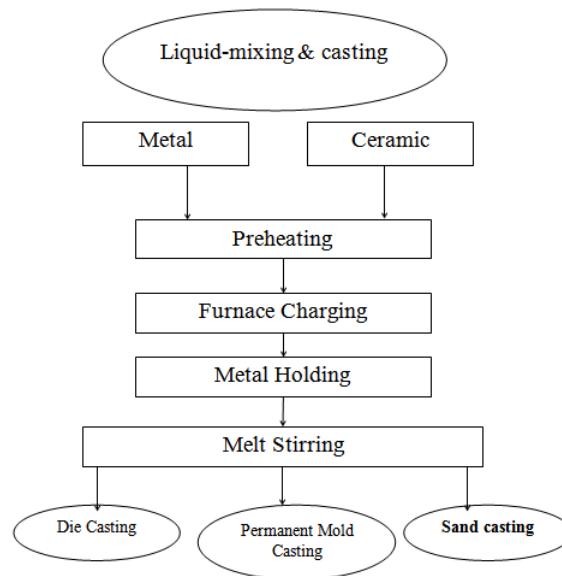 Liquid-mixing & casting
Metal
Ceramic
Preheating
Furnace Charging
Metal Holding
Melt Stirring
Die Casting
Permanent Mold
Casting
Sand casting